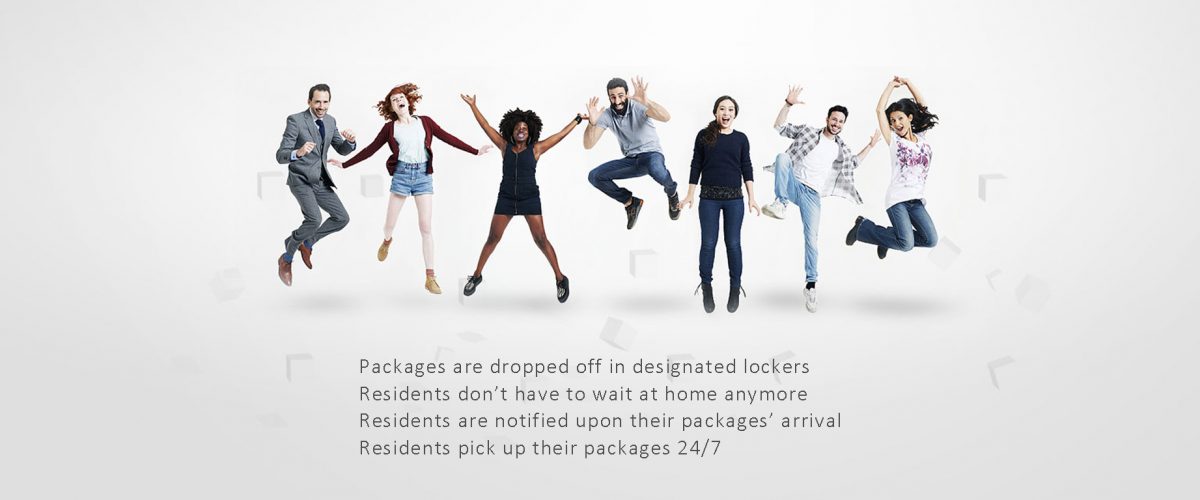 Packages are dropped off in designated lockers
Residents don’t have to wait at home anymore
Residents are notified upon their packages’ arrival
Residents pick up their packages 24/7